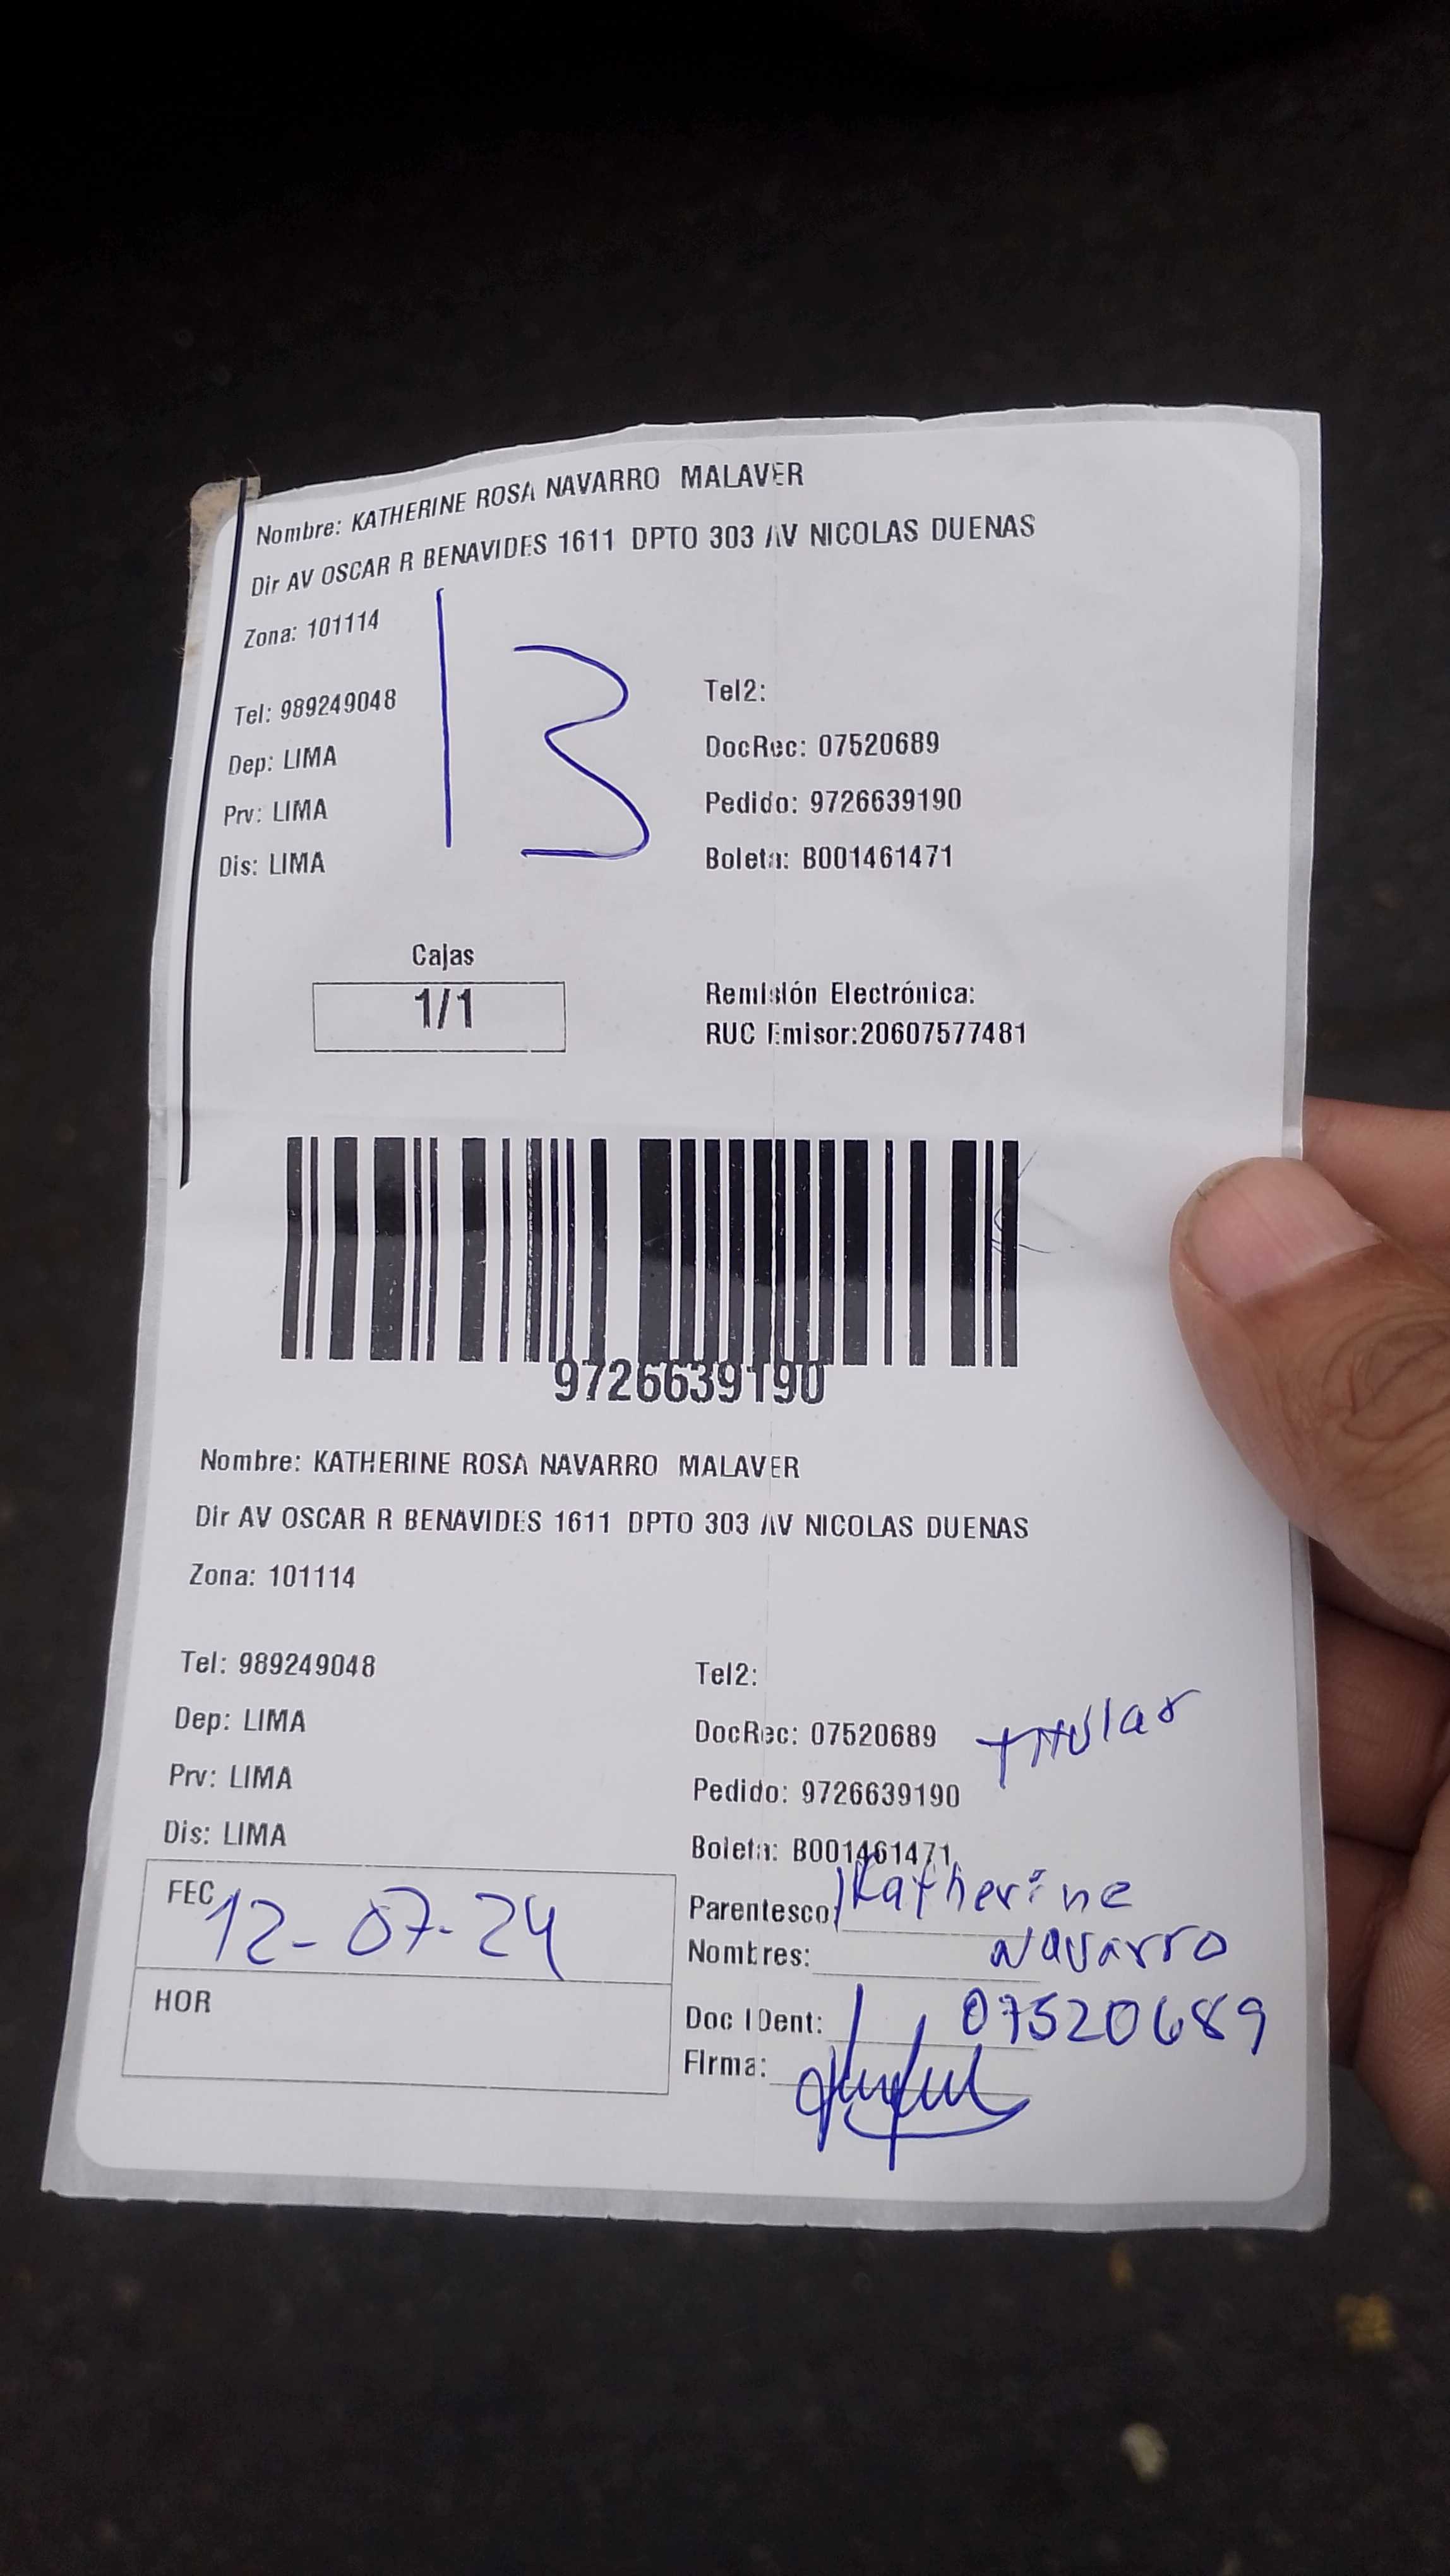 Nombre: KATHERINE ROSA NAVARRO MALAVER
Dir AV OSCAR R BENAVIDES 1611 DPTO 303 AV NICOLAS DUENAS
Zona: 101114
13
Tel: 989249048
Tel2:
Dep: LIMA
DocRec: 07520689
Prv: LIMA
Pedido: 9726639190
Dis: LIMA
Boleta: B001461471
Cajas
1/1
Remisión Electrónica:
RUC Emisor:20607577481
9726639190
Nombre: KATHERINE ROSA NAVARRO MALAVER
Dir AV OSCAR R BENAVIDES 1611 DPTO 303 AV NICOLAS DUENAS
Zona: 101114
Tel: 989249048
Tel2:
Dep: LIMA
DocRec: 07520689 titular
Prv: LIMA
Pedido: 9726639190
Dis: LIMA
Boleta: B001461471
FEC 12-07-24
Parentesco: Katherine
Nombres: Navarro
HOR
Doc IDent: 07520689
Firma: